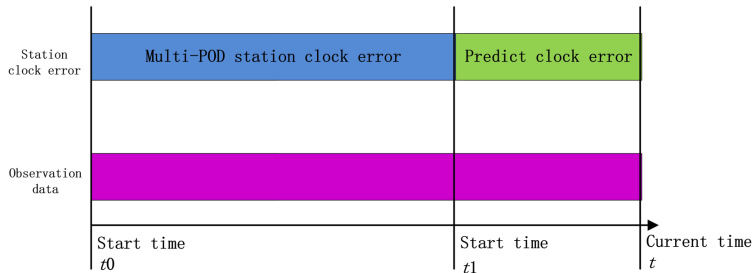 Station
clock error
Multi-POD station clock error
Predict clock error
Observation
data
Start time
t0
Start time
t1
Current time
t